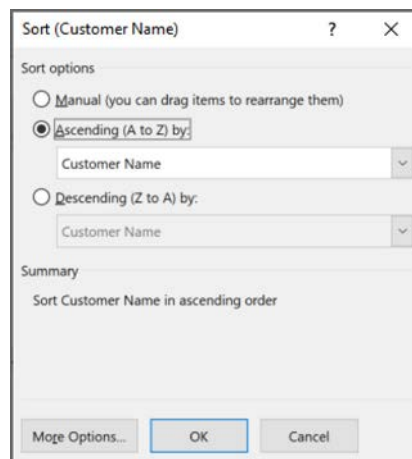 Sort (Customer Name) ? ×
Sort options
Manual (you can drag items to rearrange them)
Ascending (A to Z) by:
Customer Name
Descending (Z to A) by:
Customer Name
Summary
Sort Customer Name in ascending order
More Options... OK Cancel